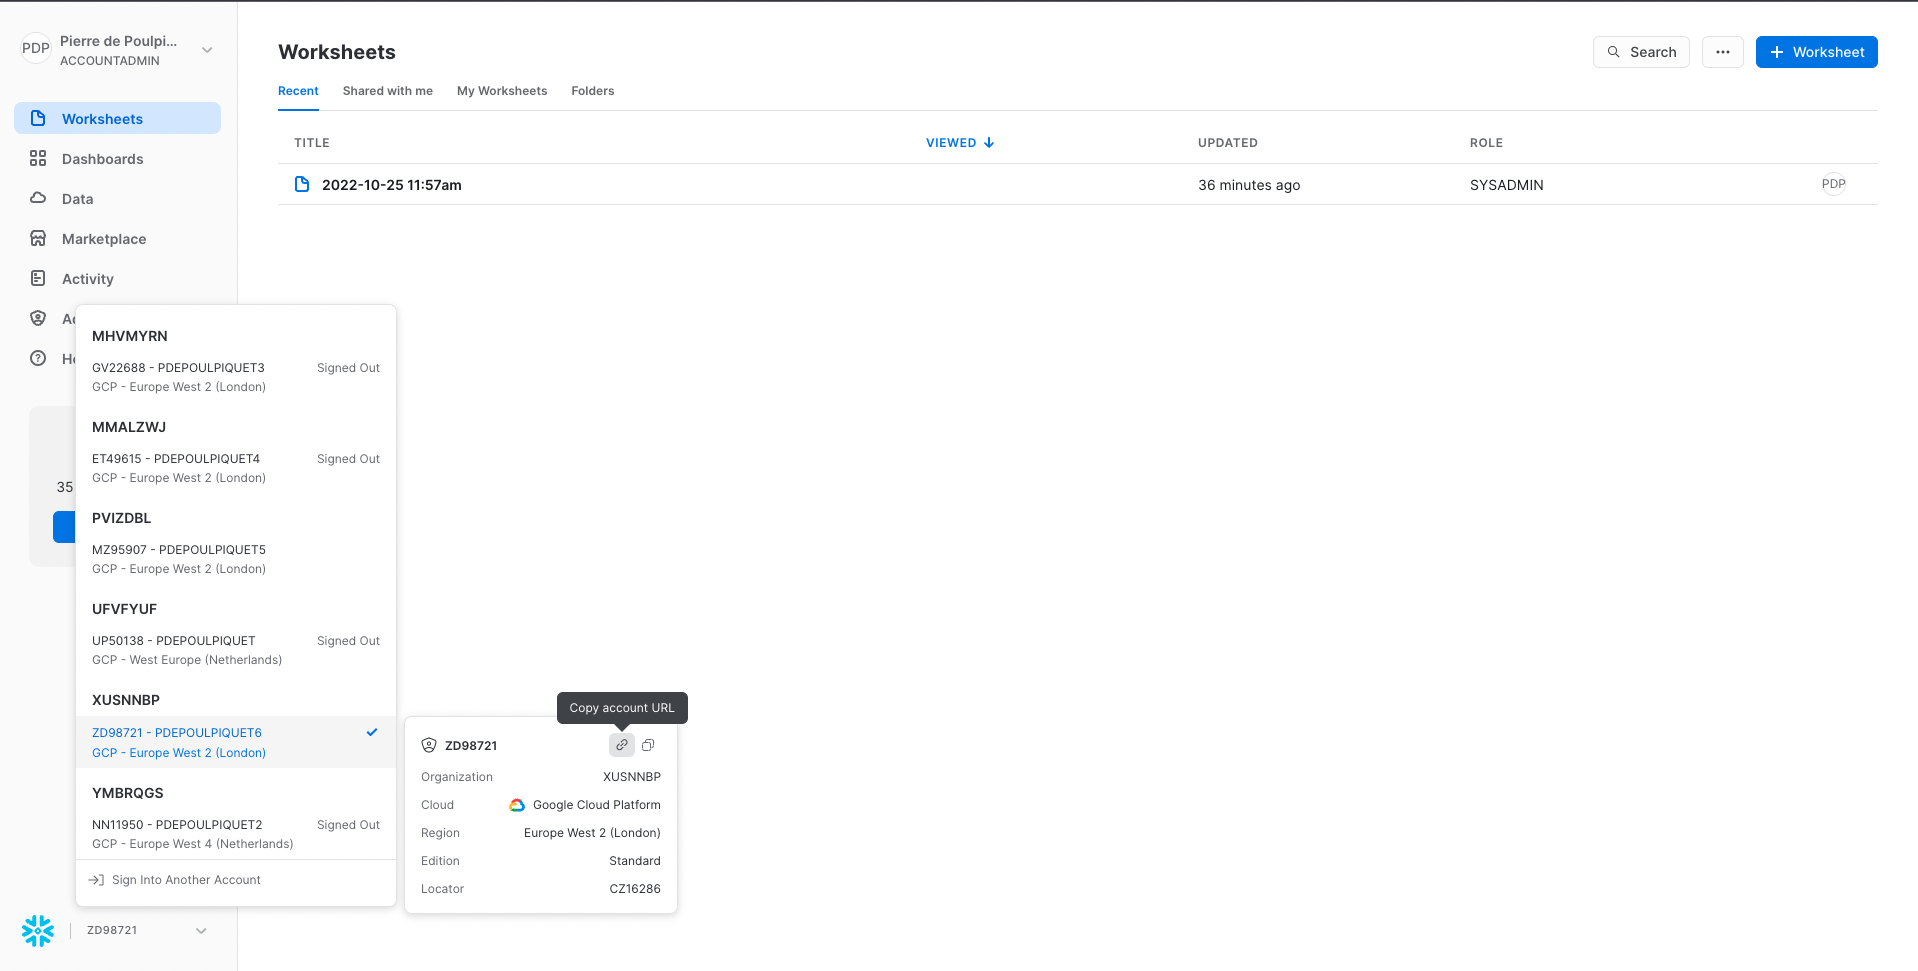 PDP
Pierre de Poulpi...
ACCOUNTADMIN
Worksheets
Dashboards
Data
Marketplace
Activity
35
Worksheets
Search
Worksheet
Recent
Shared with me
My Worksheets
Folders
TITLE
VIEWED
UPDATED
ROLE
2022-10-25 11:57am
36 minutes ago
SYSADMIN
PDP
MHVMYRN
GV22688 - PDEPOULPIQUET3
Signed Out
GCP - Europe West 2 (London)
MMALZWJ
ET49615 - PDEPOULPIQUET4
Signed Out
GCP - Europe West 2 (London)
PVIZDBL
MZ95907 - PDEPOULPIQUET5
GCP - Europe West 2 (London)
UFVFYUF
UP50138 - PDEPOULPIQUET
Signed Out
GCP - West Europe (Netherlands)
XUSNNBP
ZD98721 - PDEPOULPIQUET6
GCP - Europe West 2 (London)
YMBRQGS
NN11950 - PDEPOULPIQUET2
Signed Out
GCP - Europe West 4 (Netherlands)
Sign Into Another Account
ZD98721
Copy account URL
ZD98721
Organization
XUSNNBP
Cloud
Google Cloud Platform
Region
Europe West 2 (London)
Edition
Standard
Locator
CZ16286